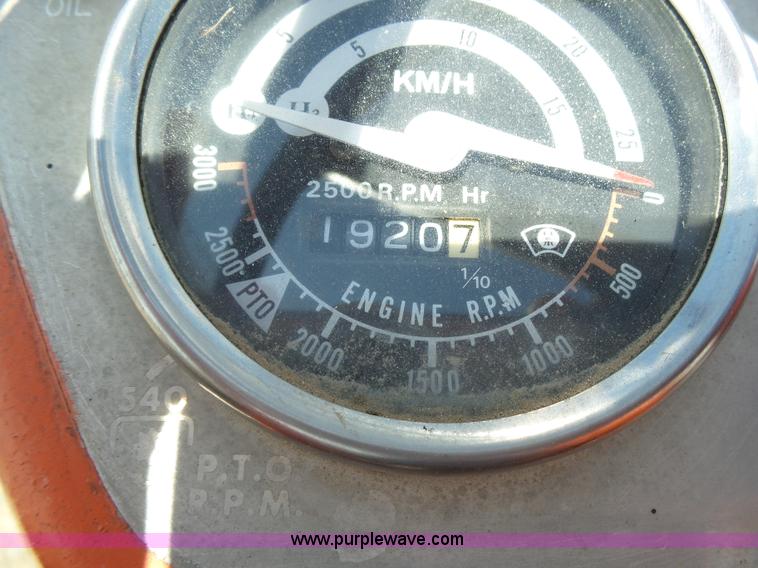 OIL
5 20 25
5 10 15
H3
KM/H
3000
0
2500 R.P.M Hr
19207
1/10
2500
500
PTO
ENGINE R.P.M
2000
1500
1000
540
P.T.O
R.P.M.
www.purplewave.com